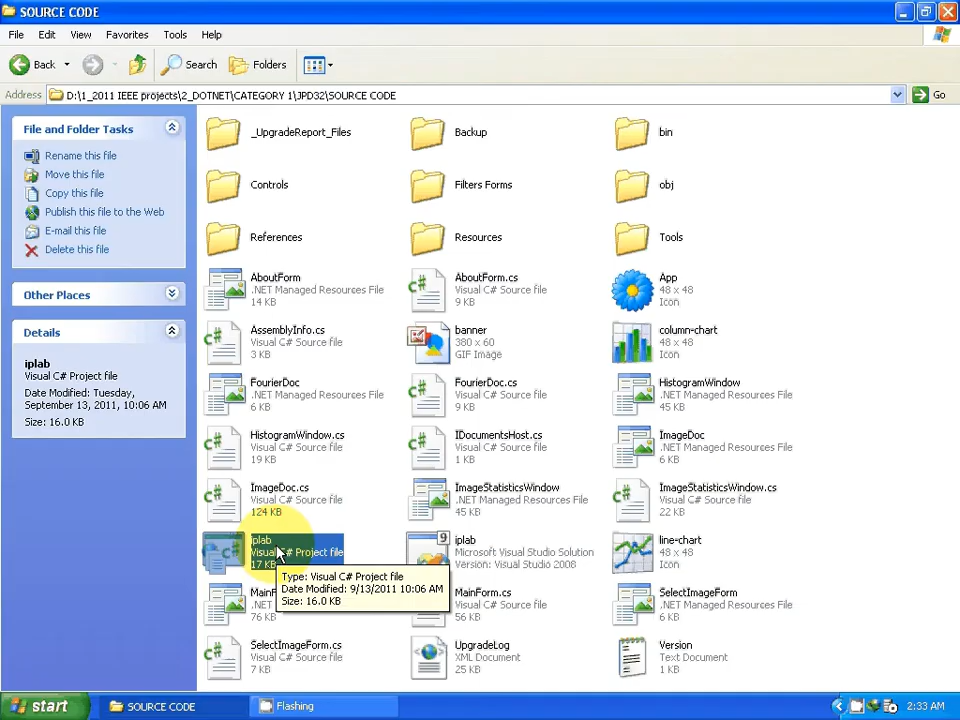 SOURCE CODE
File Edit View Favorites Tools Help
Back Search Folders
Address D:\1_2011 IEEE projects\2_DOTNET\CATEGORY 1\JPD32\SOURCE CODE Go
File and Folder Tasks
Rename this file
Move this file
Copy this file
Publish this file to the Web
E-mail this file
Delete this file
Other Places
Details
iplab
Visual C# Project file
Date Modified: Tuesday,
September 13, 2011, 10:06 AM
Size: 16.0 KB
_UpgradeReport_Files
Backup
bin
Controls
Filters Forms
obj
References
Resources
Tools
AboutForm
.NET Managed Resources File
14 KB
AboutForm.cs
Visual C# Source file
9 KB
App
48 x 48
Icon
AssemblyInfo.cs
Visual C# Source file
3 KB
banner
380 x 60
GIF Image
column-chart
48 x 48
Icon
FourierDoc
.NET Managed Resources File
6 KB
FourierDoc.cs
Visual C# Source file
9 KB
HistogramWindow
.NET Managed Resources File
45 KB
HistogramWindow.cs
Visual C# Source file
19 KB
IDocumentsHost.cs
Visual C# Source file
1 KB
ImageDoc
.NET Managed Resources File
6 KB
ImageDoc.cs
Visual C# Source file
124 KB
ImageStatisticsWindow
.NET Managed Resources File
45 KB
ImageStatisticsWindow.cs
Visual C# Source file
22 KB
iplab
Visual C# Project file
17 KB
9
iplab
Microsoft Visual Studio Solution
Version: Visual Studio 2008
line-chart
48 x 48
Icon
Type: Visual C# Project file
Date Modified: 9/13/2011 10:06 AM
Size: 16.0 KB
.NET
76 KB
MainForm.cs
Visual C# Source file
56 KB
SelectImageForm
.NET Managed Resources File
6 KB
SelectImageForm.cs
Visual C# Source file
7 KB
UpgradeLog
XML Document
25 KB
Version
Text Document
1 KB
start SOURCE CODE Flashing 2:33 AM